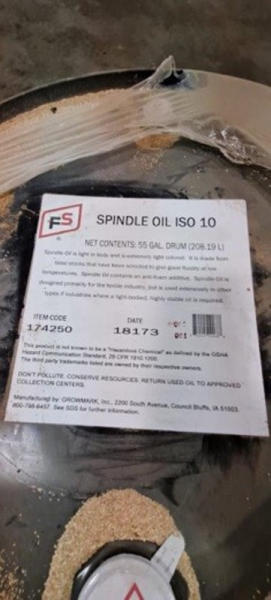 FS
SPINDLE OIL ISO 10
NET CONTENTS: 55 GAL. DRUM (208.19 L)
Spindle Oil is light in body and is extremely light colored. It is made from
base stocks that have been selected to give good fluidity at low
temperatures. Spindle Oil contains an anti-foam additive. Spindle Oil is
designed primarily for the textile industry, but is used extensively in other
types of industries where a light-bodied, highly stable oil is required.
ITEM CODE DATE
174250 18173
This product is not known to be a "Hazardous Chemical" as defined by the OSHA
Hazard Communication Standard, 29 CFR 1910.1200.
The third party trademarks listed are owned by their respective owners.
DON'T POLLUTE. CONSERVE RESOURCES. RETURN USED OIL TO APPROVED
COLLECTION CENTERS.
Manufactured by: GROWMARK, Inc., 2200 South Avenue, Council Bluffs, IA 51503.
800-798-6457 See SDS for further information.